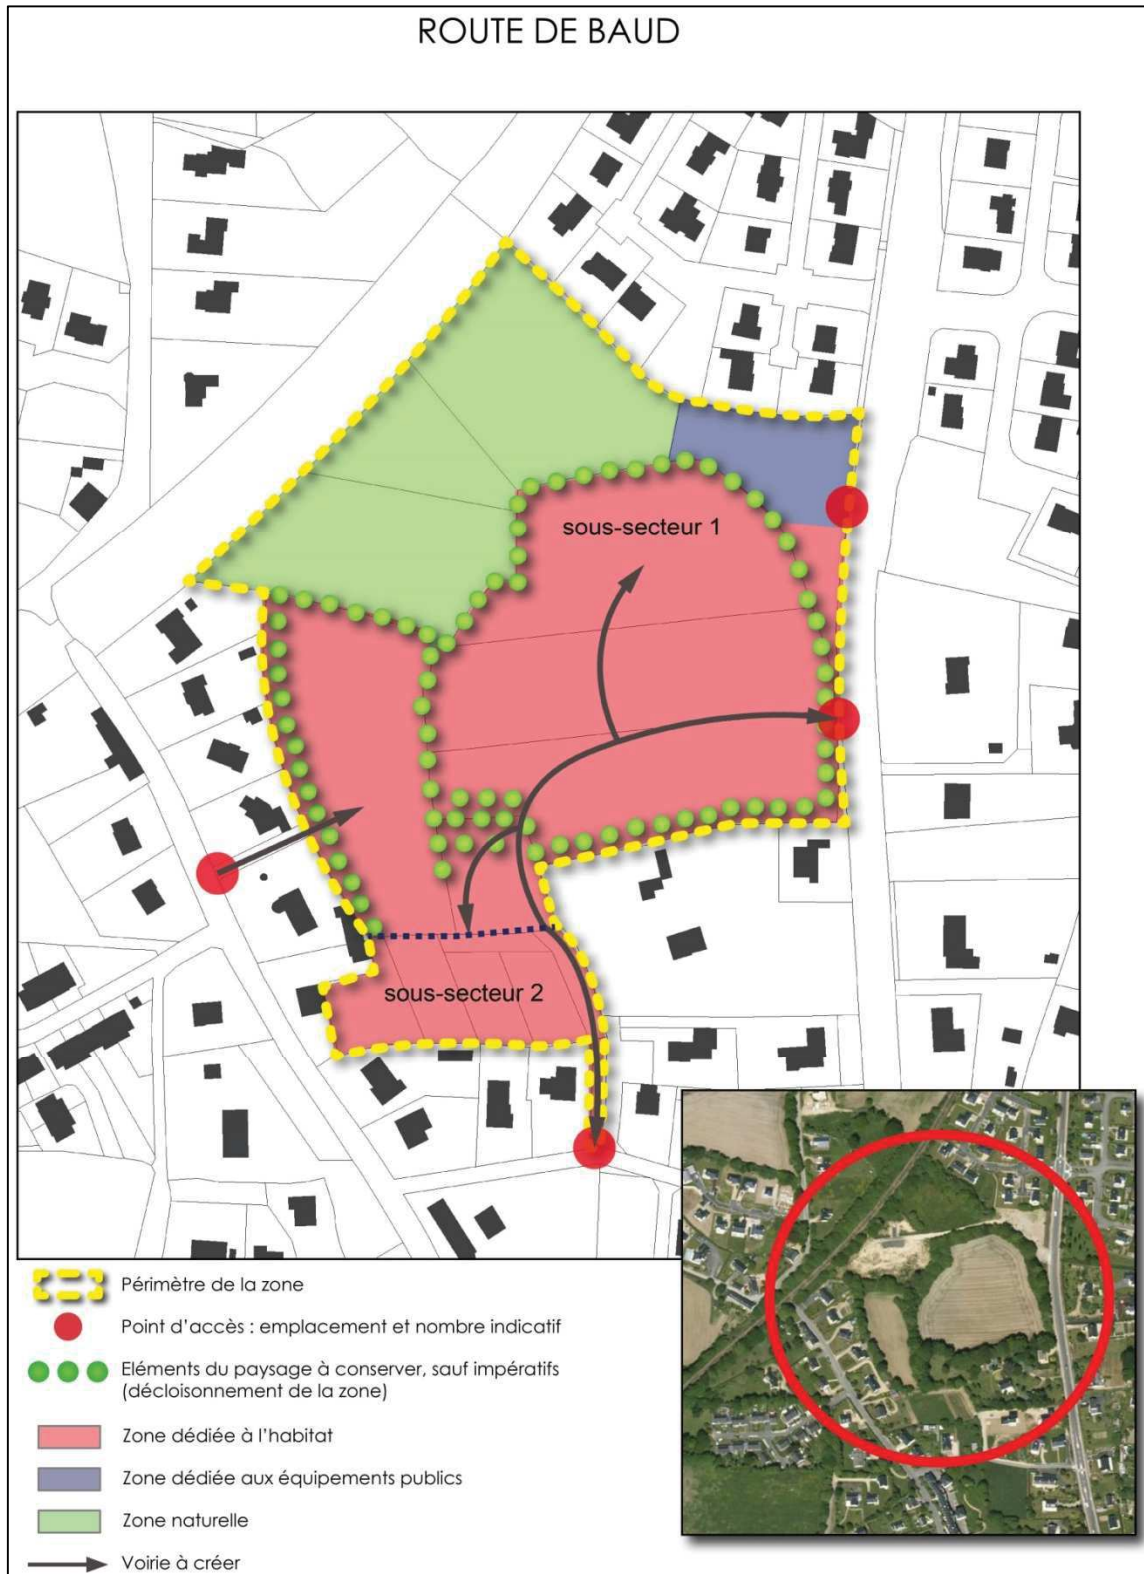 ROUTE DE BAUD
sous-secteur 1
sous-secteur 2
Périmètre de la zone
Point d'accès : emplacement et nombre indicatif
Eléments du paysage à conserver, sauf impératifs
(décloisonnement de la zone)
Zone dédiée à l'habitat
Zone dédiée aux équipements publics
Zone naturelle
Voirie à créer